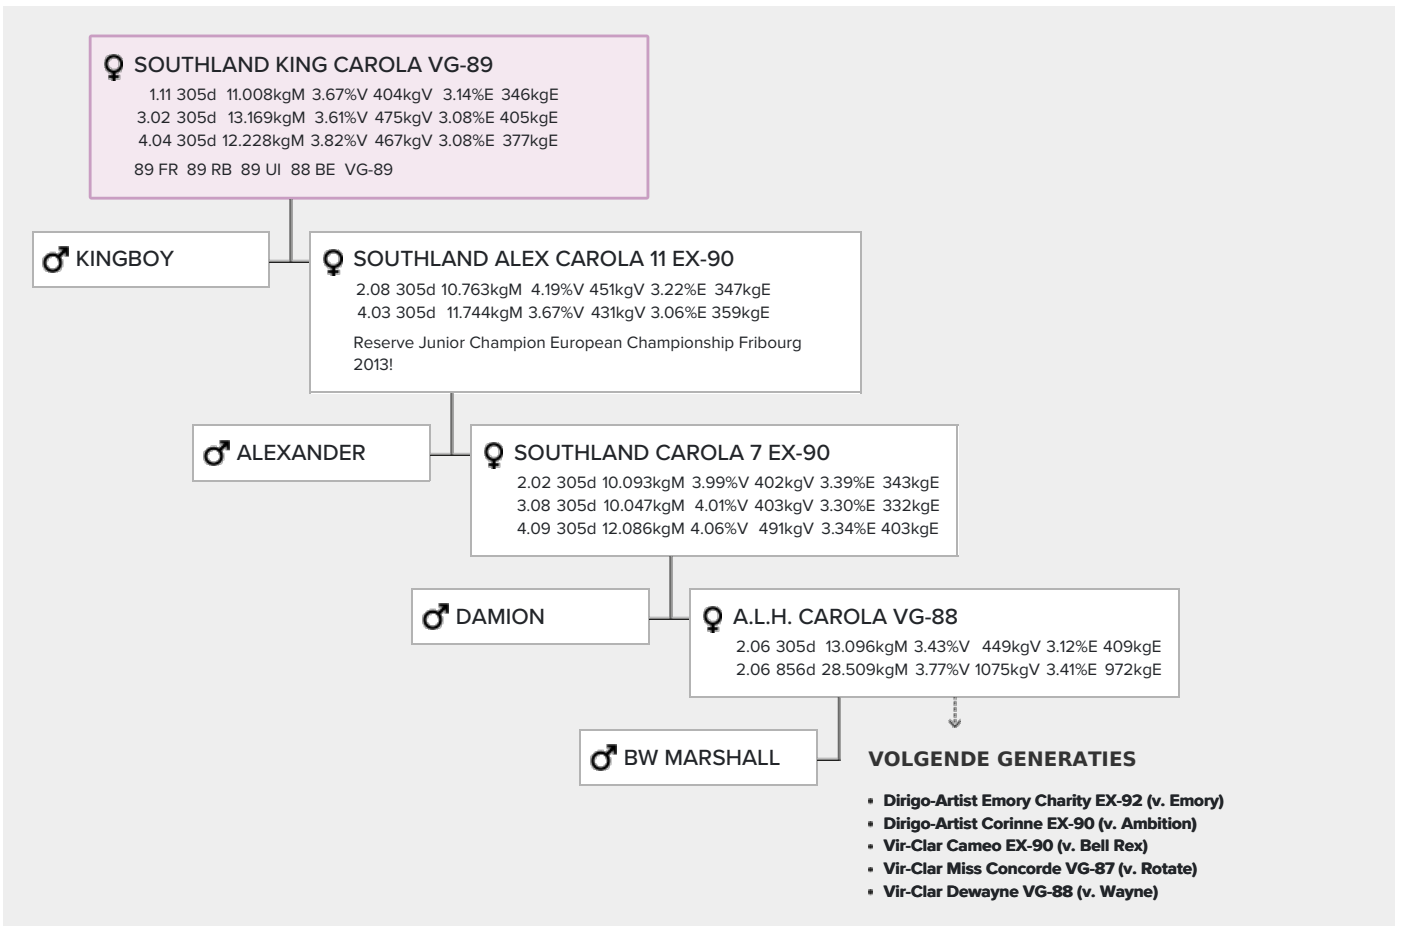 SOUTHLAND KING CAROLA VG-89
1.11 305d 11.008kgM 3.67%V 404kgV 3.14%E 346kgE
3.02 305d 13.169kgM 3.61%V 475kgV 3.08%E 405kgE
4.04 305d 12.228kgM 3.82%V 467kgV 3.08%E 377kgE
89 FR 89 RB 89 UI 88 BE VG-89
KINGBOY
SOUTHLAND ALEX CAROLA 11 EX-90
2.08 305d 10.763kgM 4.19%V 451kgV 3.22%E 347kgE
4.03 305d 11.744kgM 3.67%V 431kgV 3.06%E 359kgE
Reserve Junior Champion European Championship Fribourg
2013!
ALEXANDER
SOUTHLAND CAROLA 7 EX-90
2.02 305d 10.093kgM 3.99%V 402kgV 3.39%E 343kgE
3.08 305d 10.047kgM 4.01%V 403kgV 3.30%E 332kgE
4.09 305d 12.086kgM 4.06%V 491kgV 3.34%E 403kgE
DAMION
A.L.H. CAROLA VG-88
2.06 305d 13.096kgM 3.43%V 449kgV 3.12%E 409kgE
2.06 856d 28.509kgM 3.77%V 1075kgV 3.41%E 972kgE
BW MARSHALL
VOLGENDE GENERATIES
• Dirigo-Artist Emory Charity EX-92 (v. Emory)
• Dirigo-Artist Corinne EX-90 (v. Ambition)
• Vir-Clar Cameo EX-90 (v. Bell Rex)
• Vir-Clar Miss Concorde VG-87 (v. Rotate)
• Vir-Clar Dewayne VG-88 (v. Wayne)